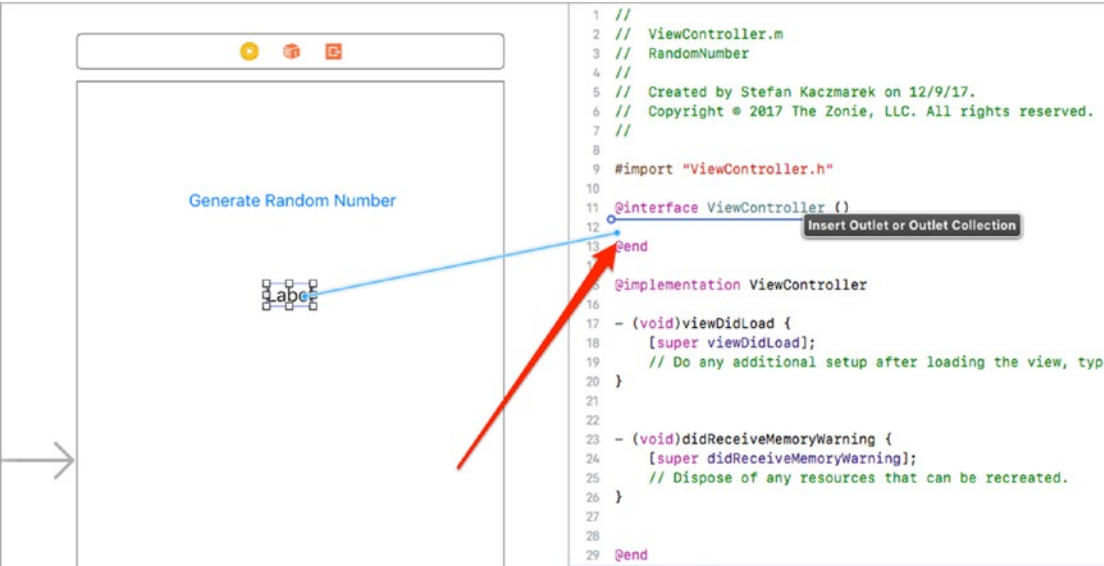 Generate Random Number
Label
1 //
2 //  ViewController.m
3 //  RandomNumber
4 //
5 //  Created by Stefan Kaczmarek on 12/9/17.
6 //  Copyright © 2017 The Zonie, LLC. All rights reserved.
7 //
8
9 #import "ViewController.h"
10
11 @interface ViewController ()
Insert Outlet or Outlet Collection
12
13 @end
15 @implementation ViewController
16
17 - (void)viewDidLoad {
18     [super viewDidLoad];
19     // Do any additional setup after loading the view, typ
20 }
21
22
23 - (void)didReceiveMemoryWarning {
24     [super didReceiveMemoryWarning];
25     // Dispose of any resources that can be recreated.
26 }
27
28
29 @end